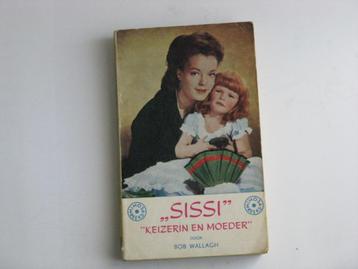 „SISSI”
"KEIZERIN EN MOEDER"
DOOR
BOB WALLAGH